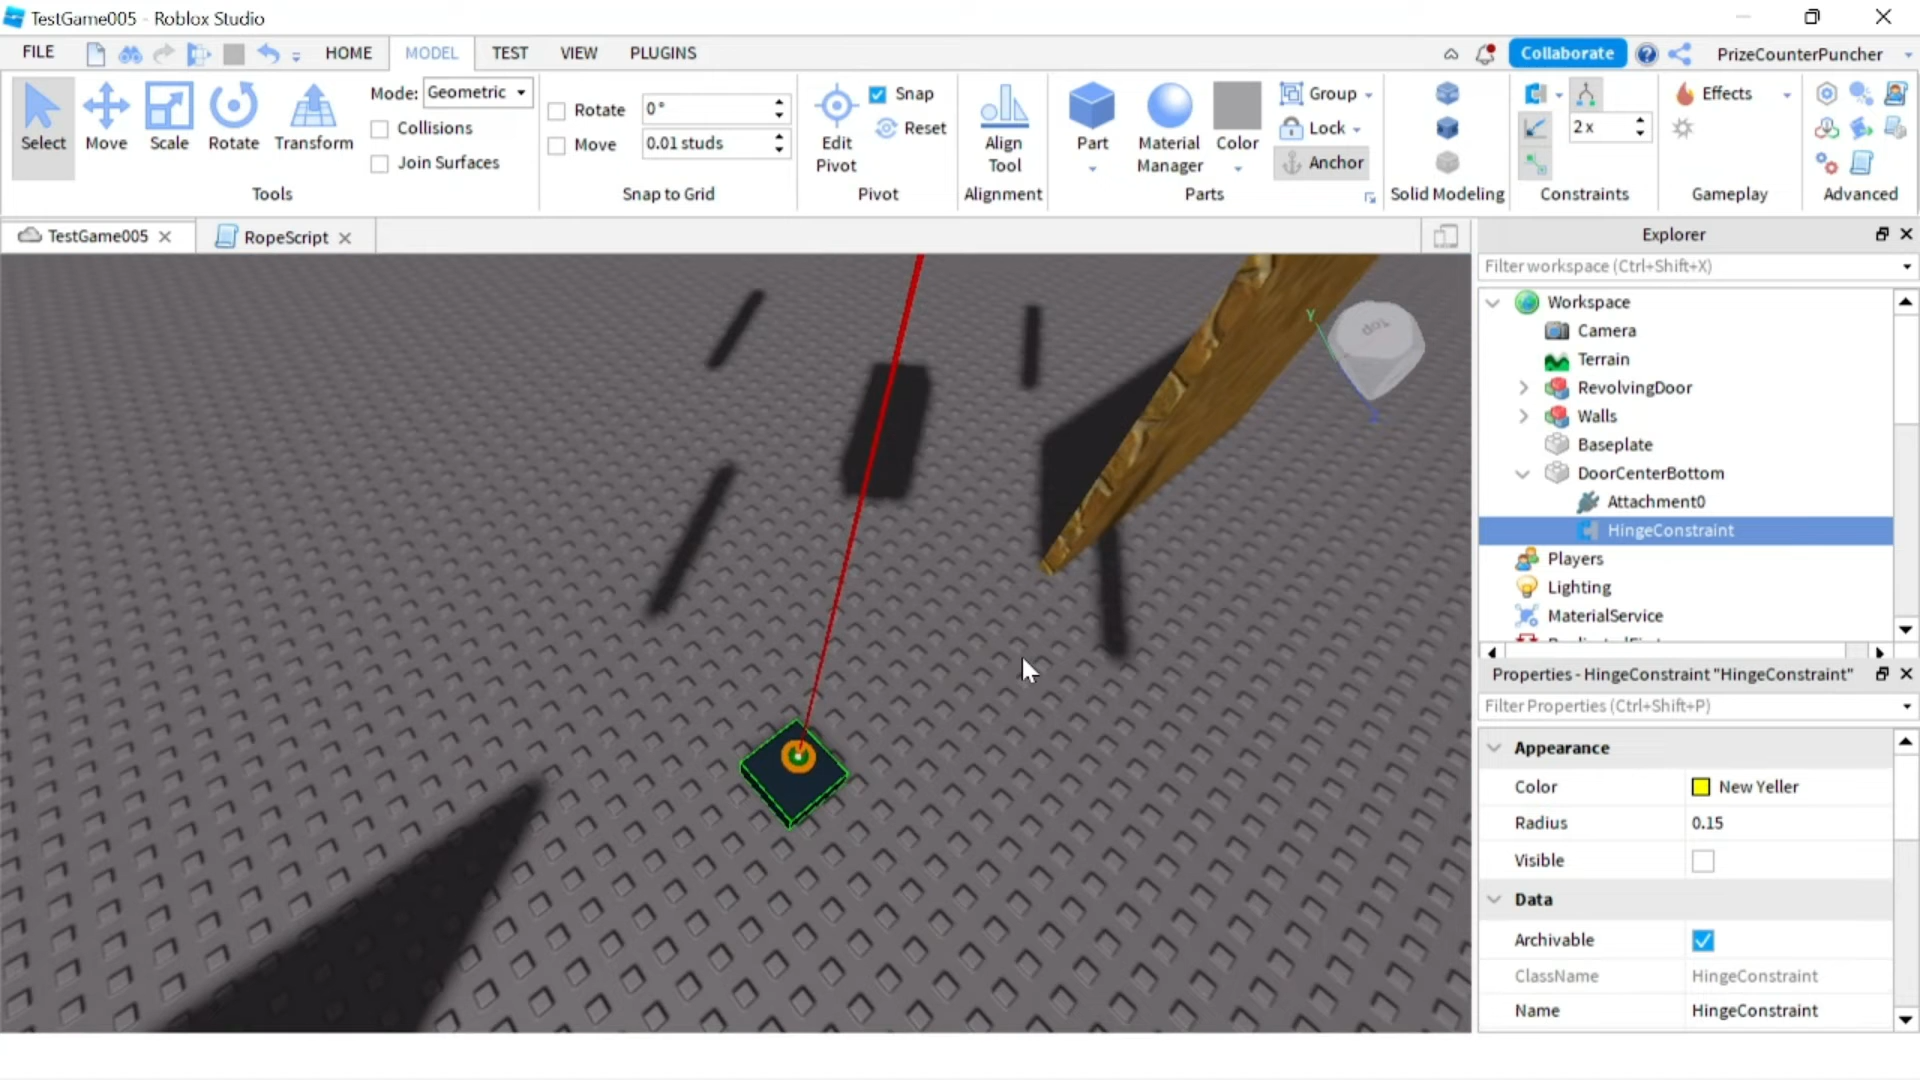 TestGame005 - Roblox Studio
FILE HOME MODEL TEST VIEW PLUGINS Collaborate PrizeCounterPuncher
Select Move Scale Rotate Transform
Mode: Geometric
Collisions
Join Surfaces
Tools
Rotate 0°
Move 0.01 studs
Snap to Grid
Edit
Pivot
Snap
Reset
Pivot
Align
Tool
Alignment
Part
Material
Manager
Color
Group
Lock
Anchor
Parts
Solid Modeling
2x
Constraints
Effects
Gameplay
Advanced
TestGame005 RopeScript
TOP
Y
Z
Explorer
Filter workspace (Ctrl+Shift+X)
Workspace
Camera
Terrain
RevolvingDoor
Walls
Baseplate
DoorCenterBottom
Attachment0
HingeConstraint
Players
Lighting
MaterialService
Properties - HingeConstraint "HingeConstraint"
Filter Properties (Ctrl+Shift+P)
Appearance
Color New Yeller
Radius 0.15
Visible
Data
Archivable
ClassName HingeConstraint
Name HingeConstraint